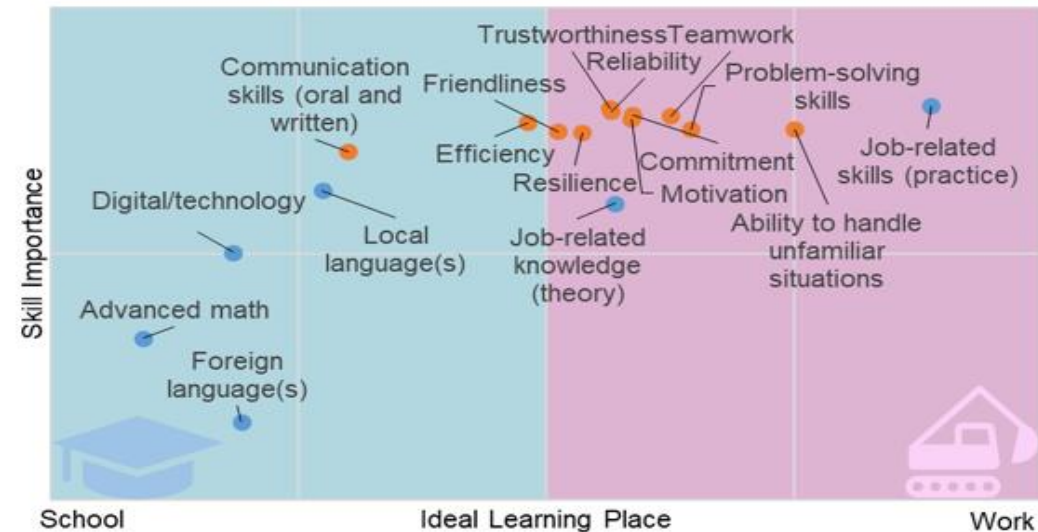 TrustworthinessTeamwork
Reliability
Communication
skills (oral and
written)
Friendliness
Problem-solving
skills
Efficiency
Commitment
Job-related
skills (practice)
Resilience
Motivation
Digital/technology
Local
language(s)
Job-related
knowledge
(theory)
Ability to handle
unfamiliar
situations
Advanced math
Foreign
language(s)
Skill Importance
School
Ideal Learning Place
Work